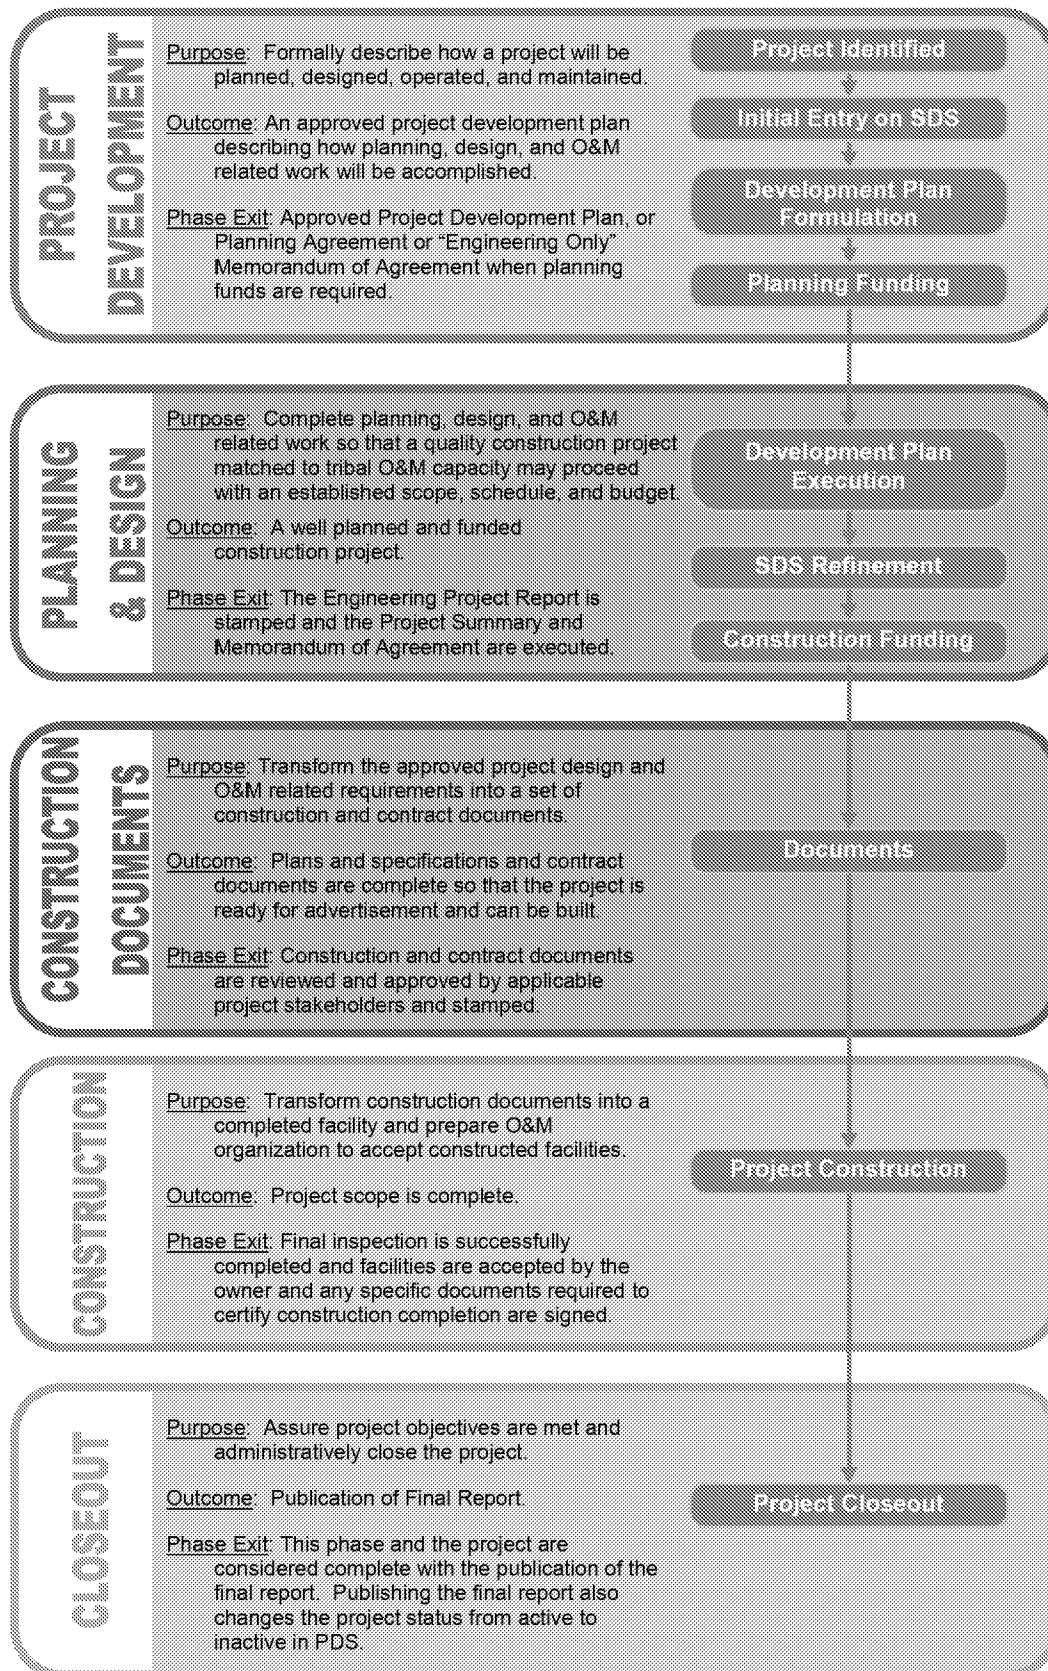 PROJECT
DEVELOPMENT
Purpose: Formally describe how a project will be
planned, designed, operated, and maintained.
Outcome: An approved project development plan
describing how planning, design, and O&M
related work will be accomplished.
Phase Exit: Approved Project Development Plan, or
Planning Agreement or “Engineering Only”
Memorandum of Agreement when planning
funds are required.
Project Identified
Initial Entry on SDS
Development Plan
Formulation
Planning Funding
PLANNING
& DESIGN
Purpose: Complete planning, design, and O&M
related work so that a quality construction project
matched to tribal O&M capacity may proceed
with an established scope, schedule, and budget.
Outcome: A well planned and funded
construction project.
Phase Exit: The Engineering Project Report is
stamped and the Project Summary and
Memorandum of Agreement are executed.
Development Plan
Execution
SDS Refinement
Construction Funding
CONSTRUCTION
DOCUMENTS
Purpose: Transform the approved project design and
O&M related requirements into a set of
construction and contract documents.
Outcome: Plans and specifications and contract
documents are complete so that the project is
ready for advertisement and can be built.
Phase Exit: Construction and contract documents
are reviewed and approved by applicable
project stakeholders and stamped.
Documents
CONSTRUCTION
Purpose: Transform construction documents into a
completed facility and prepare O&M
organization to accept constructed facilities.
Outcome: Project scope is complete.
Phase Exit: Final inspection is successfully
completed and facilities are accepted by the
owner and any specific documents required to
certify construction completion are signed.
Project Construction
CLOSEOUT
Purpose: Assure project objectives are met and
administratively close the project.
Outcome: Publication of Final Report.
Phase Exit: This phase and the project are
considered complete with the publication of the
final report. Publishing the final report also
changes the project status from active to
inactive in PDS.
Project Closeout